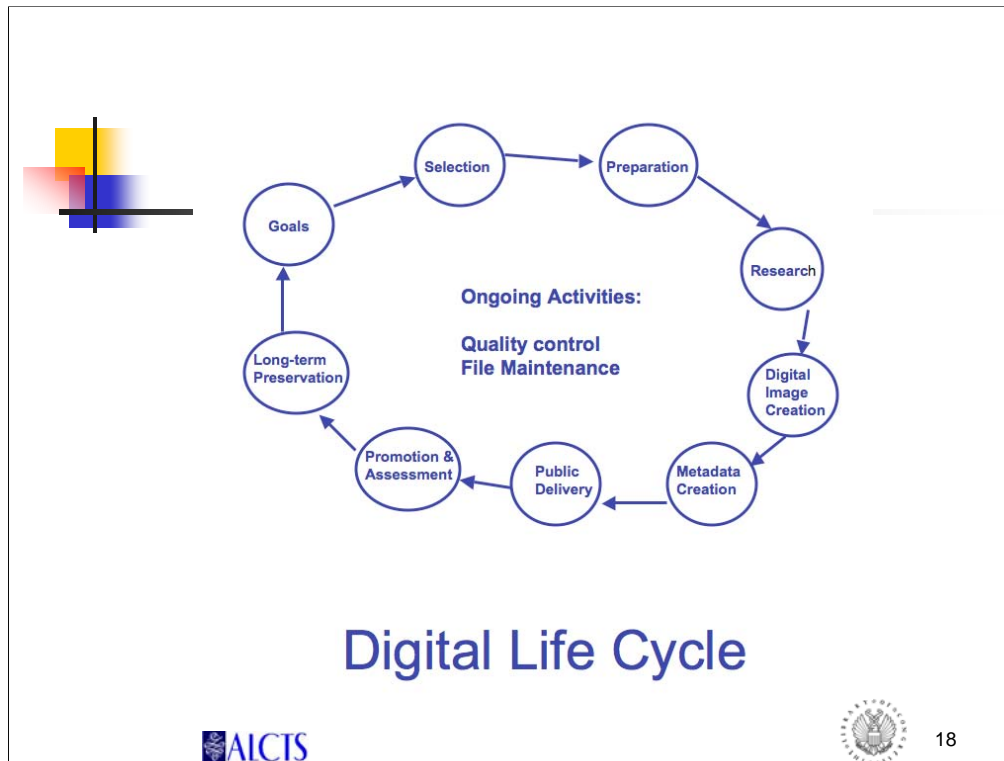 Selection
Preparation
Goals
Research
Ongoing Activities:
Quality control
File Maintenance
Long-term
Preservation
Digital
Image
Creation
Promotion &
Assessment
Public
Delivery
Metadata
Creation
Digital Life Cycle
ALCTS
18